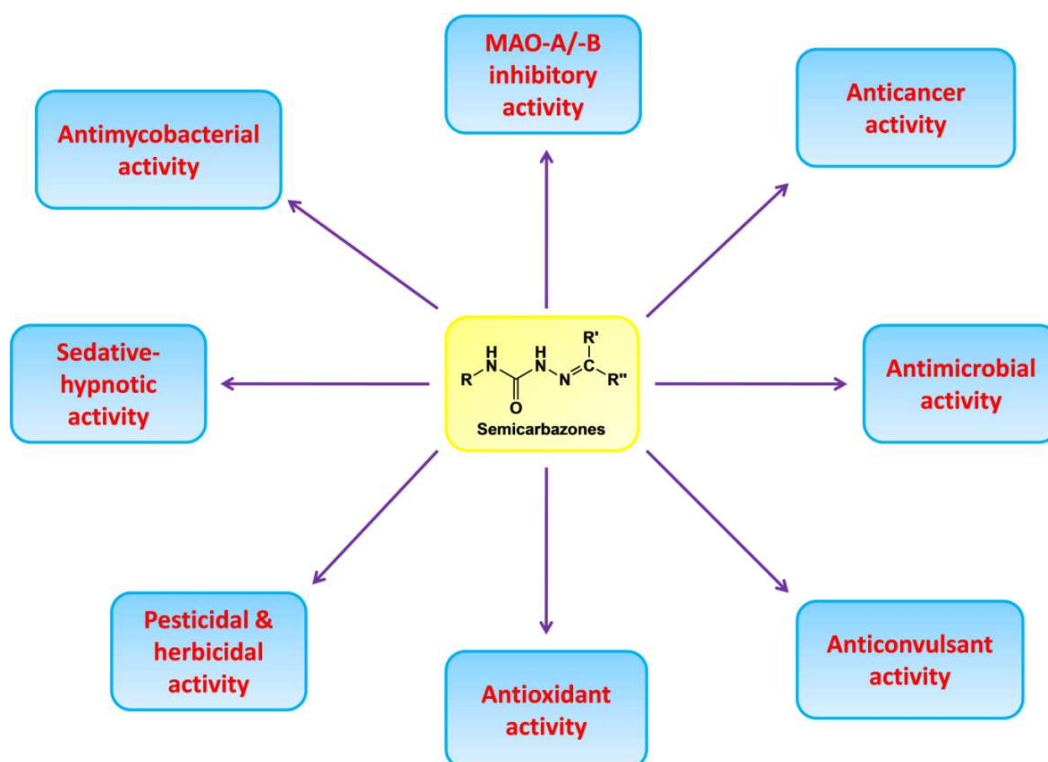 MAO-A/-B
inhibitory
activity
Anticancer
activity
Antimycobacterial
activity
Sedative-
hypnotic
activity
R'
H
H
N
N
R
N
C
R"
O
Semicarbazones
Antimicrobial
activity
Pesticidal &
herbicidal
activity
Antioxidant
activity
Anticonvulsant
activity